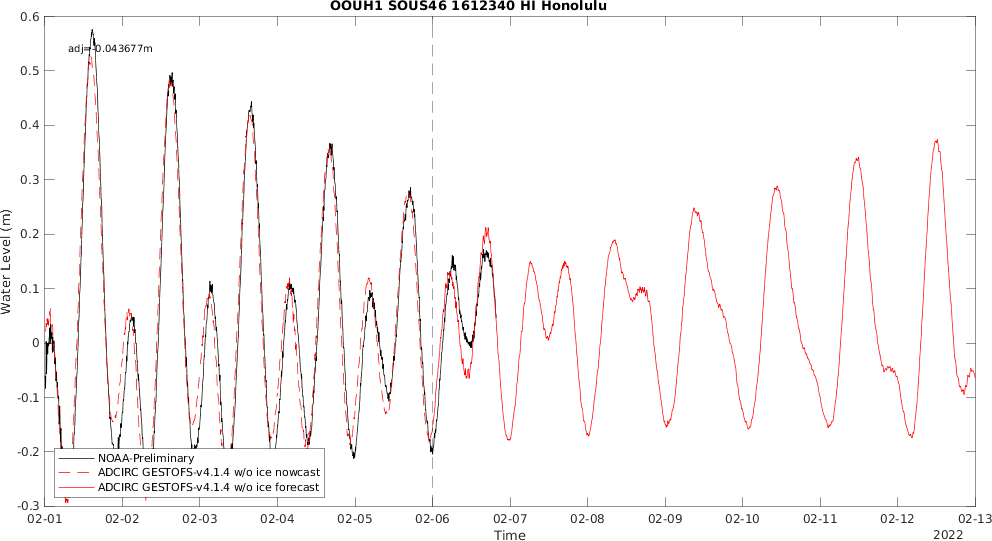 OOUH1 SOUS46 1612340 HI Honolulu
adj=-0.043677m
Water Level (m)
0.6
0.5
0.4
0.3
0.2
0.1
0
-0.1
-0.2
-0.3
NOAA-Preliminary
ADCIRC GESTOFS-v4.1.4 w/o ice nowcast
ADCIRC GESTOFS-v4.1.4 w/o ice forecast
02-01 02-02 02-03 02-04 02-05 02-06 02-07 02-08 02-09 02-10 02-11 02-12 02-13
Time
2022